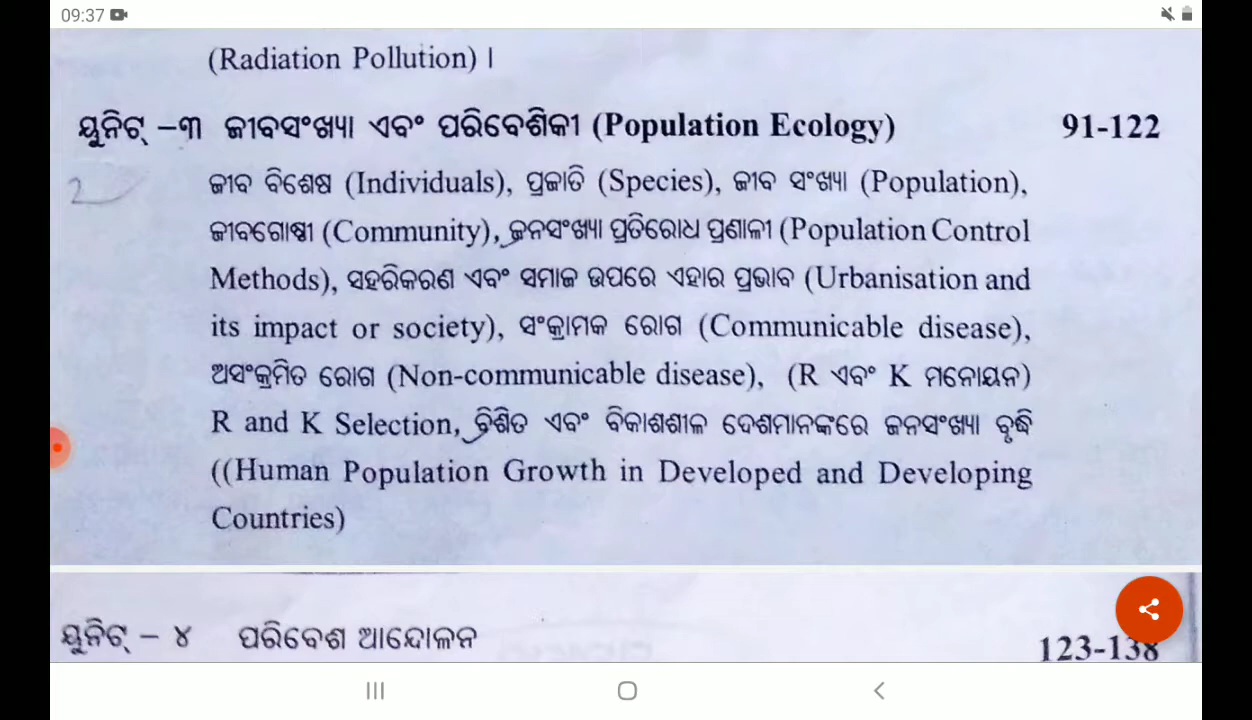 09:37
(Radiation Pollution) ।
ୟୁନିଟ୍ –୩ ଜୀବସଂଖ୍ୟା ଏବଂ ପରିବେଶିକୀ (Population Ecology) 91-122
2
ଜୀବ ବିଶେଷ (Individuals), ପ୍ରଜାତି (Species), ଜୀବ ସଂଖ୍ୟା (Population),
ଜୀବଗୋଷ୍ଠୀ (Community), ଜନସଂଖ୍ୟା ପ୍ରତିରୋଧ ପ୍ରଣାଳୀ (Population Control
Methods), ସହରିକରଣ ଏବଂ ସମାଜ ଉପରେ ଏହାର ପ୍ରଭାବ (Urbanisation and
its impact or society), ସଂକ୍ରାମକ ରୋଗ (Communicable disease),
ଅସଂକ୍ରମିତ ରୋଗ (Non-communicable disease), (R ଏବଂ K ମନୋୟନ)
R and K Selection, ବିଶିତ ଏବଂ ବିକାଶଶୀଳ ଦେଶମାନଙ୍କରେ ଜନସଂଖ୍ୟା ବୃଦ୍ଧି
((Human Population Growth in Developed and Developing
Countries)
ୟୁନିଟ୍ – ୪ ପରିବେଶ ଆନ୍ଦୋଳନ 123-138